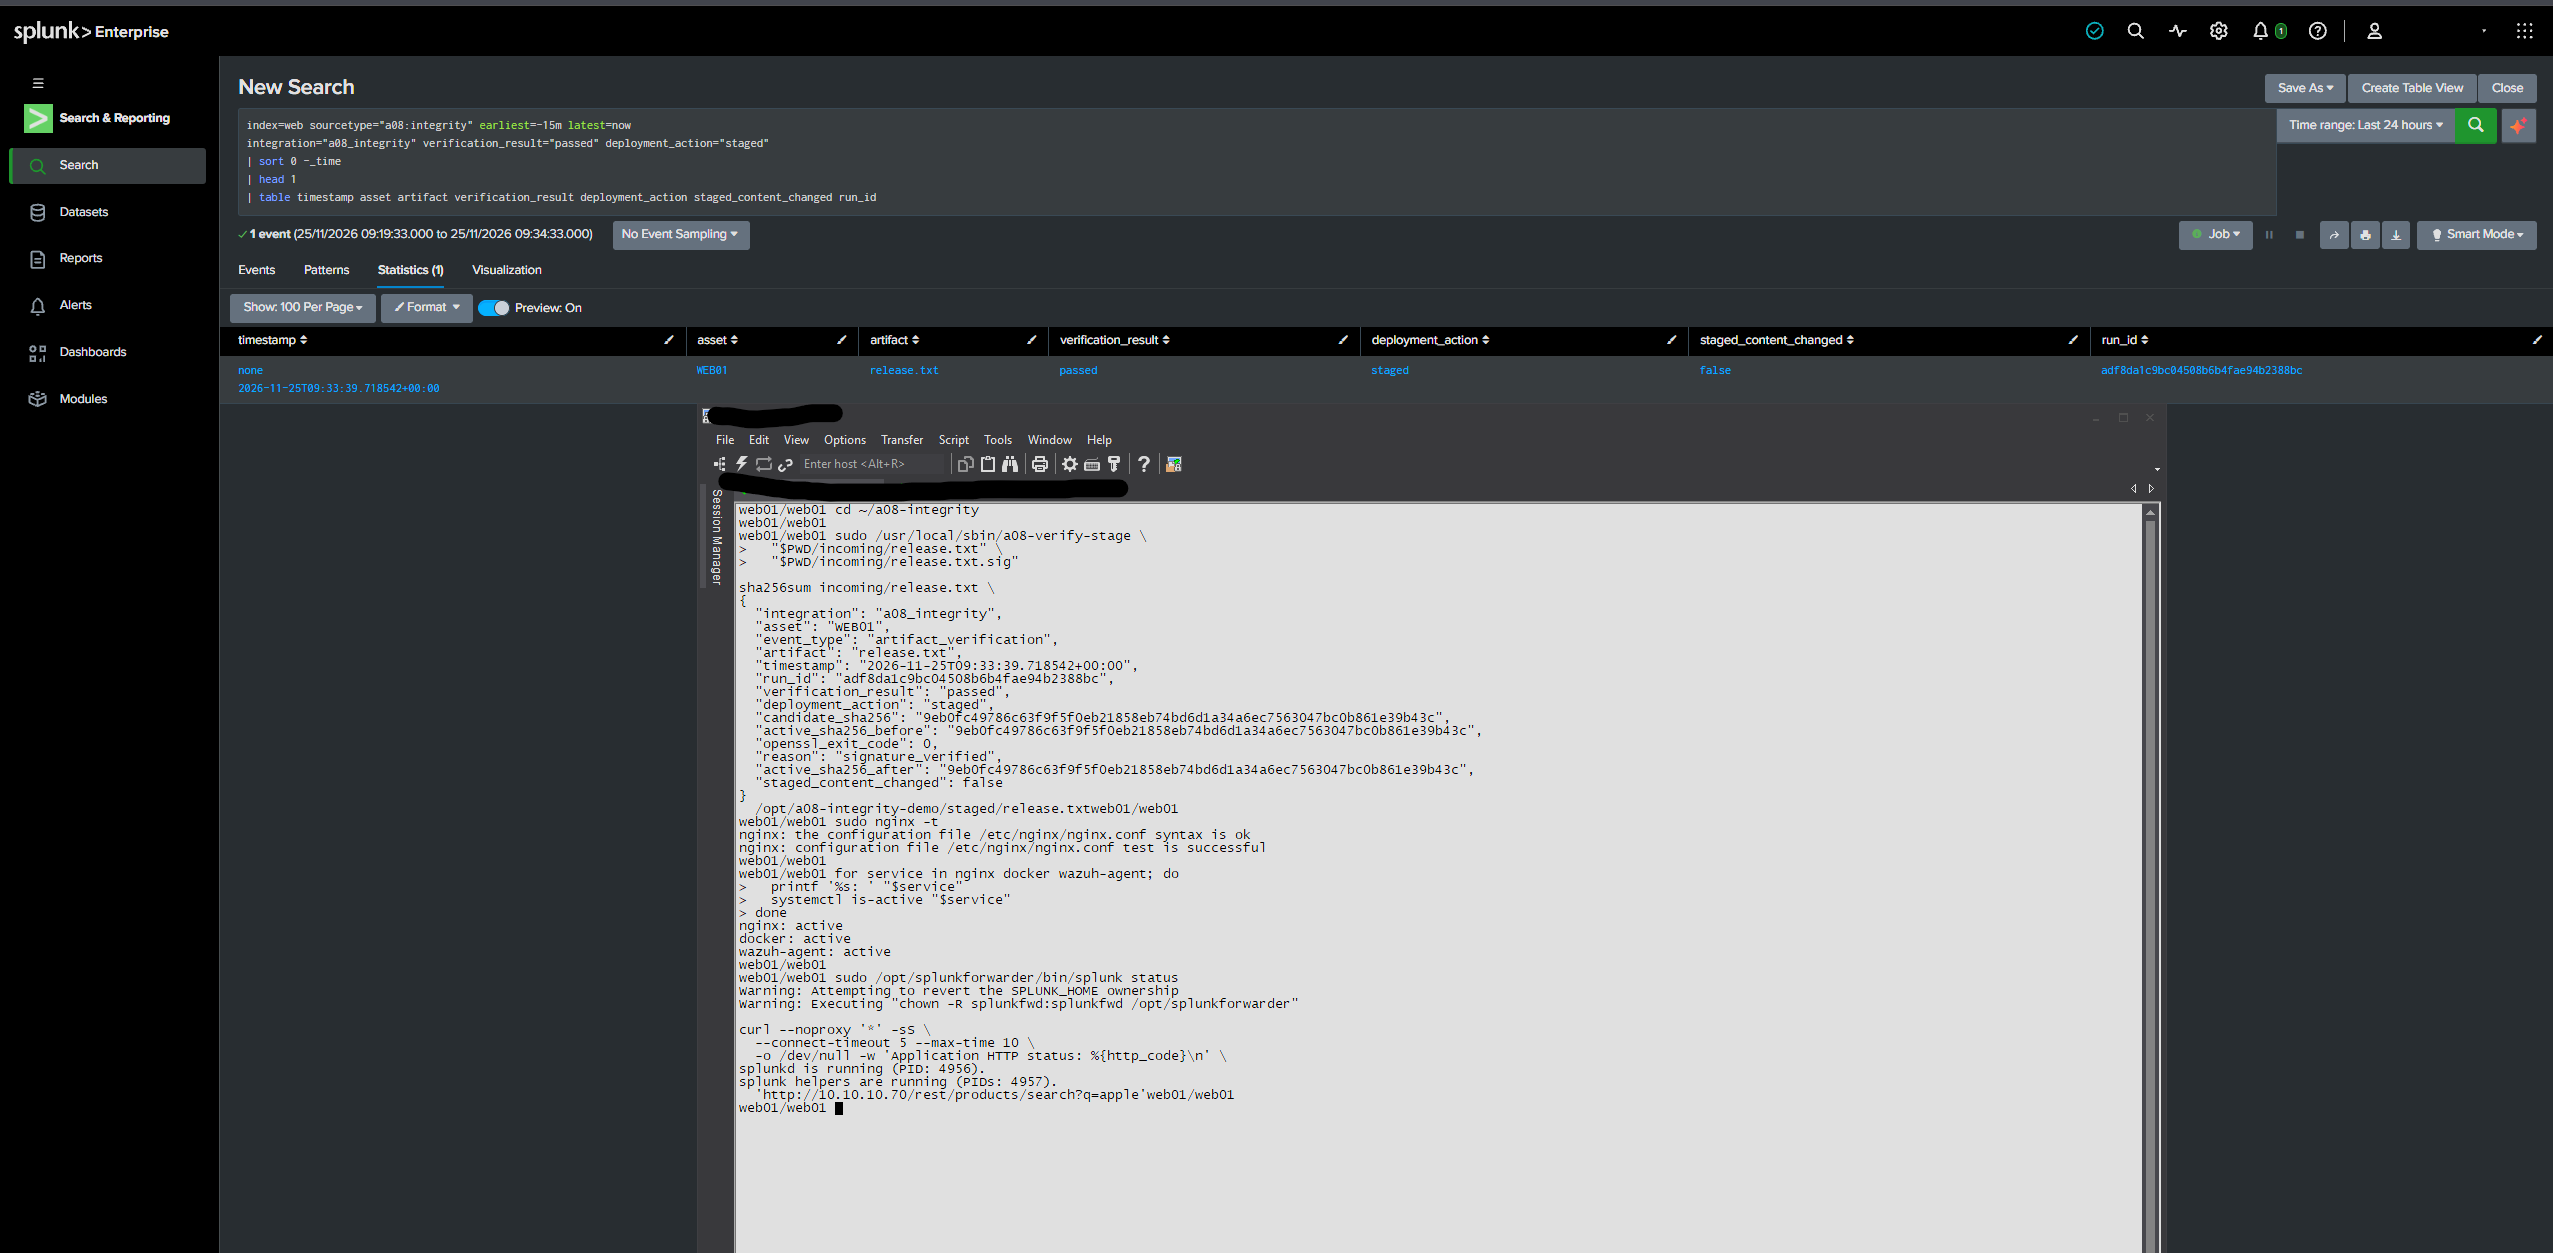 splunk> Enterprise
1
Search & Reporting
Search
Datasets
Reports
Alerts
Dashboards
Modules
New Search
Save As
Create Table View
Close
index=web sourcetype="a08:integrity" earliest=-15m latest=now
integration="a08_integrity" verification_result="passed" deployment_action="staged"
| sort 0 -_time
| head 1
| table timestamp asset artifact verification_result deployment_action staged_content_changed run_id
Time range: Last 24 hours
1 event (25/11/2026 09:19:33.000 to 25/11/2026 09:34:33.000)
No Event Sampling
Job
Smart Mode
Events Patterns Statistics (1) Visualization
Show: 100 Per Page
Format
Preview: On
timestamp asset artifact verification_result deployment_action staged_content_changed run_id
none WEB01 release.txt passed staged false adf8da1c9bc04508b6b4fae94b2388bc
2026-11-25T09:33:39.718542+00:00
File Edit View Options Transfer Script Tools Window Help
Enter host <Alt+R>
Session Manager
web01/web01 cd ~/a08-integrity
web01/web01
web01/web01 sudo /usr/local/sbin/a08-verify-stage \
>   "$PWD/incoming/release.txt" \
>   "$PWD/incoming/release.txt.sig"
sha256sum incoming/release.txt \
{
  "integration": "a08_integrity",
  "asset": "WEB01",
  "event_type": "artifact_verification",
  "artifact": "release.txt",
  "timestamp": "2026-11-25T09:33:39.718542+00:00",
  "run_id": "adf8da1c9bc04508b6b4fae94b2388bc",
  "verification_result": "passed",
  "deployment_action": "staged",
  "candidate_sha256": "9eb0fc49786c63f9f5f0eb21858eb74bd6d1a34a6ec7563047bc0b861e39b43c",
  "active_sha256_before": "9eb0fc49786c63f9f5f0eb21858eb74bd6d1a34a6ec7563047bc0b861e39b43c",
  "openssl_exit_code": 0,
  "reason": "signature_verified",
  "active_sha256_after": "9eb0fc49786c63f9f5f0eb21858eb74bd6d1a34a6ec7563047bc0b861e39b43c",
  "staged_content_changed": false
}
  /opt/a08-integrity-demo/staged/release.txtweb01/web01
web01/web01 sudo nginx -t
nginx: the configuration file /etc/nginx/nginx.conf syntax is ok
nginx: configuration file /etc/nginx/nginx.conf test is successful
web01/web01
web01/web01 for service in nginx docker wazuh-agent; do
>   printf '%s: ' "$service"
>   systemctl is-active "$service"
> done
nginx: active
docker: active
wazuh-agent: active
web01/web01
web01/web01 sudo /opt/splunkforwarder/bin/splunk status
Warning: Attempting to revert the SPLUNK_HOME ownership
Warning: Executing "chown -R splunkfwd:splunkfwd /opt/splunkforwarder"
curl --noproxy '*' -sS \
  --connect-timeout 5 --max-time 10 \
  -o /dev/null -w 'Application HTTP status: %{http_code}\n' \
splunkd is running (PID: 4956).
splunk helpers are running (PIDs: 4957).
  'http://10.10.10.70/rest/products/search?q=apple'web01/web01
web01/web01